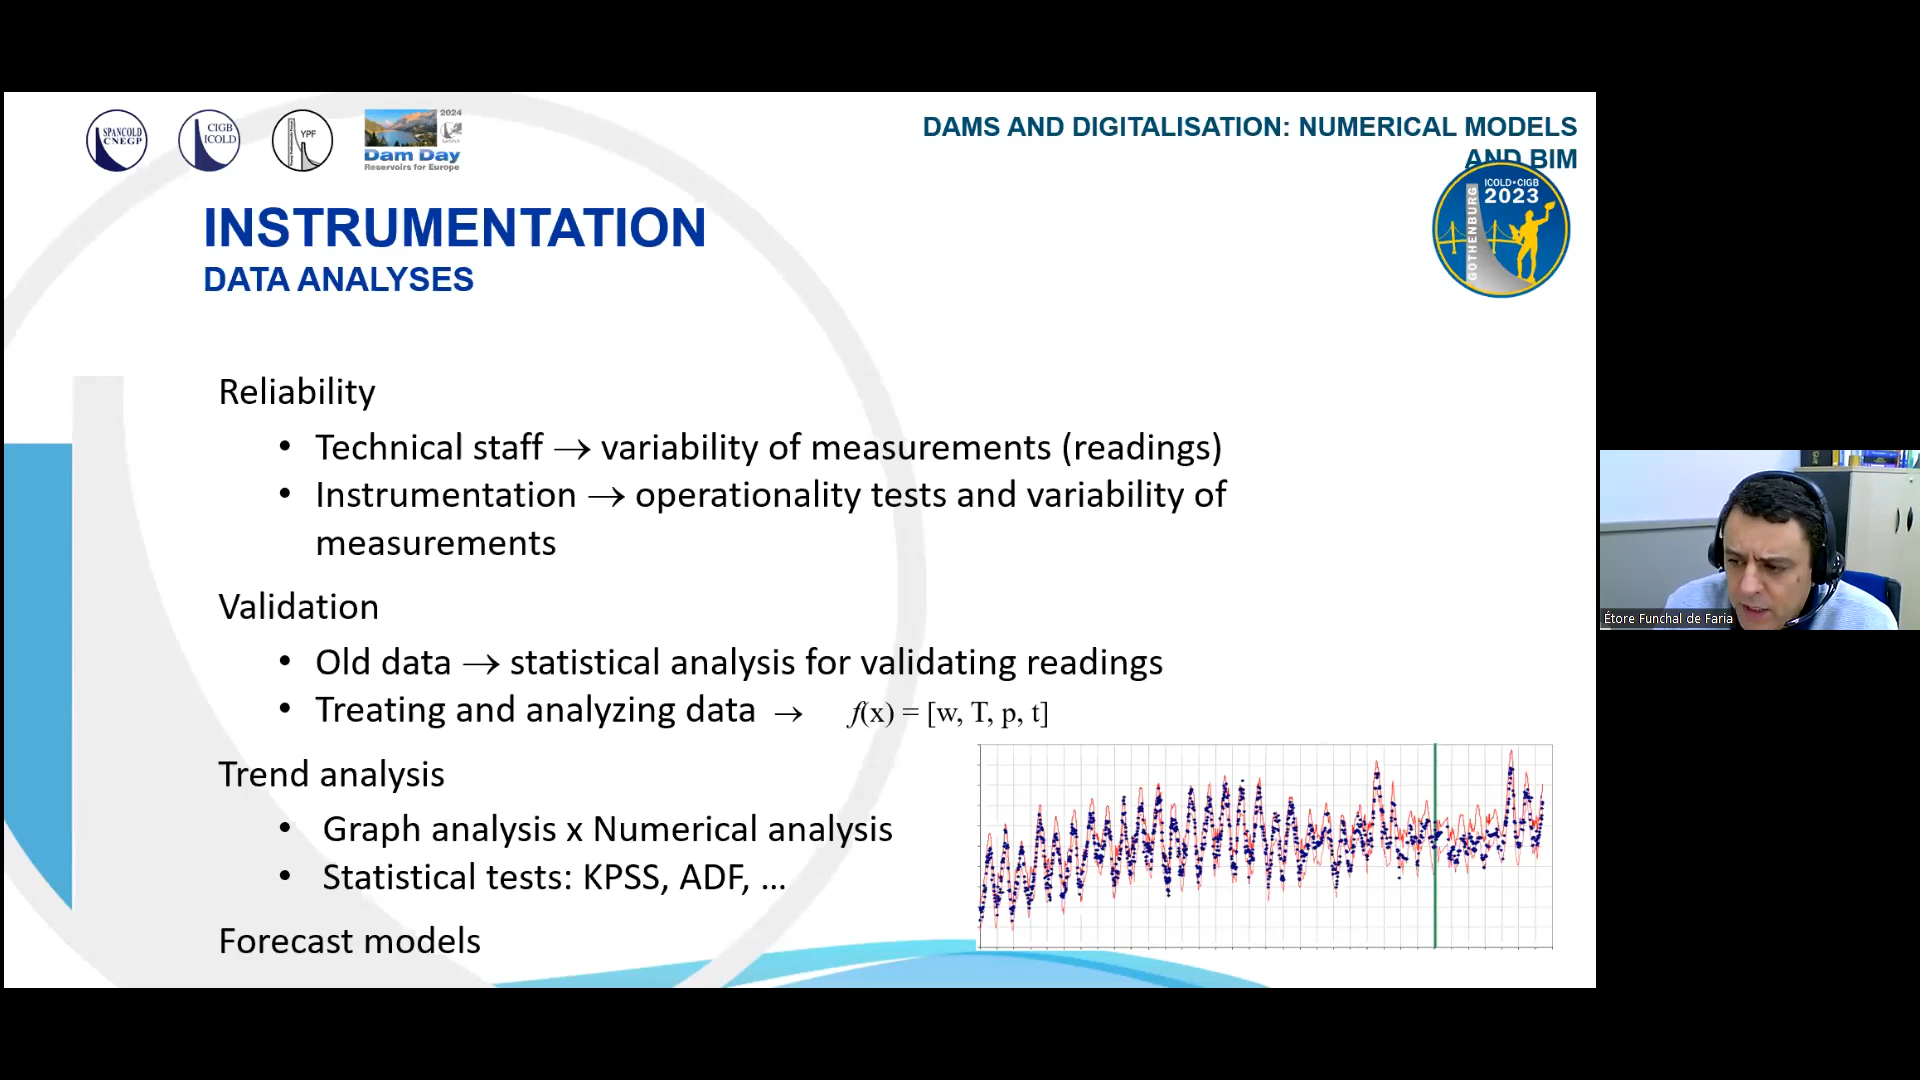 SPANCOLD
CNEGP
CIGB
ICOLD
YPF
2024
Dam Day
Reservoirs for Europe
DAMS AND DIGITALISATION: NUMERICAL MODELS
AND BIM
ICOLD•CIGB
2023
GOTHENBURG
INSTRUMENTATION
DATA ANALYSES
Reliability
• Technical staff → variability of measurements (readings)
• Instrumentation → operationality tests and variability of
measurements
Validation
• Old data → statistical analysis for validating readings
• Treating and analyzing data → f(x) = [w, T, p, t]
Trend analysis
• Graph analysis x Numerical analysis
• Statistical tests: KPSS, ADF, ...
Forecast models
Étore Funchal de Faria